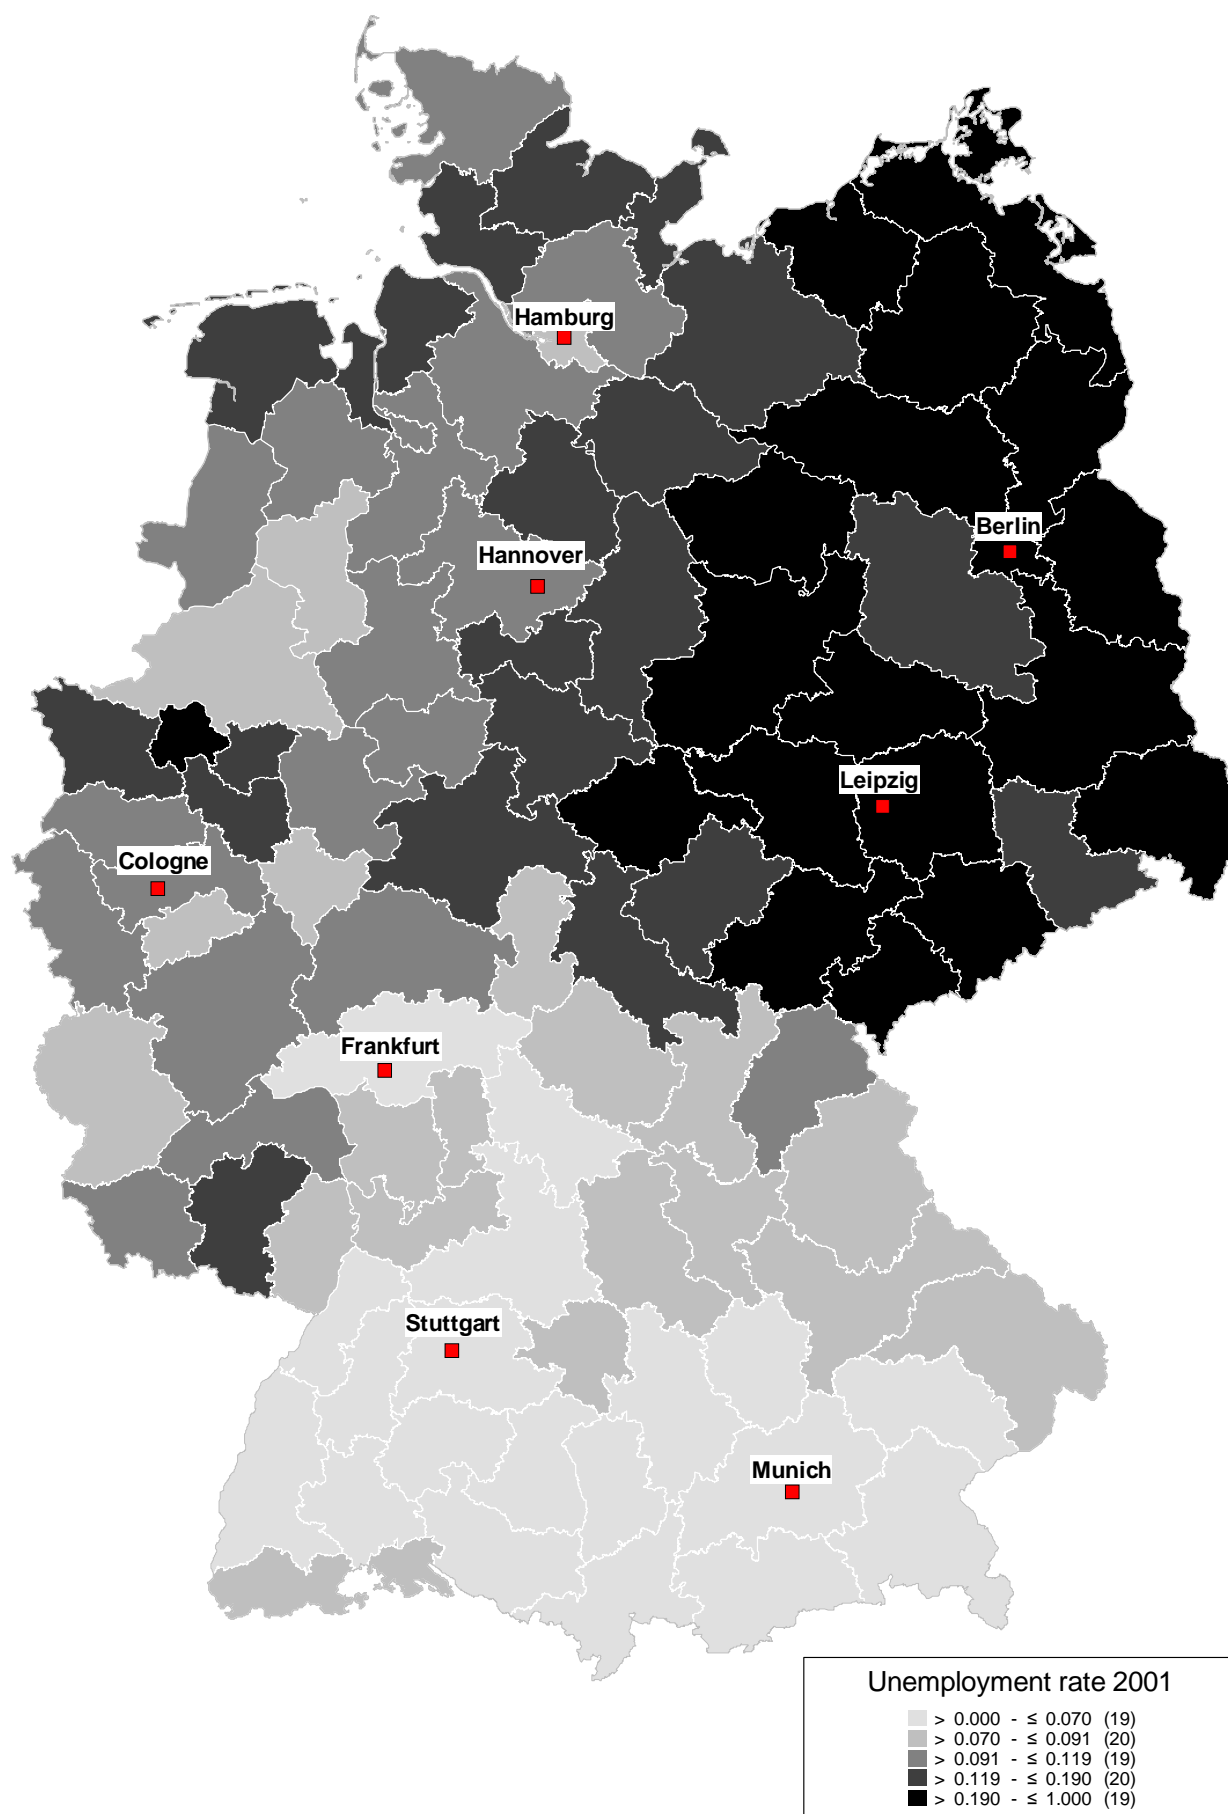 Hamburg
Berlin
Hannover
Leipzig
Cologne
Frankfurt
Stuttgart
Munich
Unemployment rate 2001
> 0.000 - ≤ 0.070 (19)
> 0.070 - ≤ 0.091 (20)
> 0.091 - ≤ 0.119 (19)
> 0.119 - ≤ 0.190 (20)
> 0.190 - ≤ 1.000 (19)